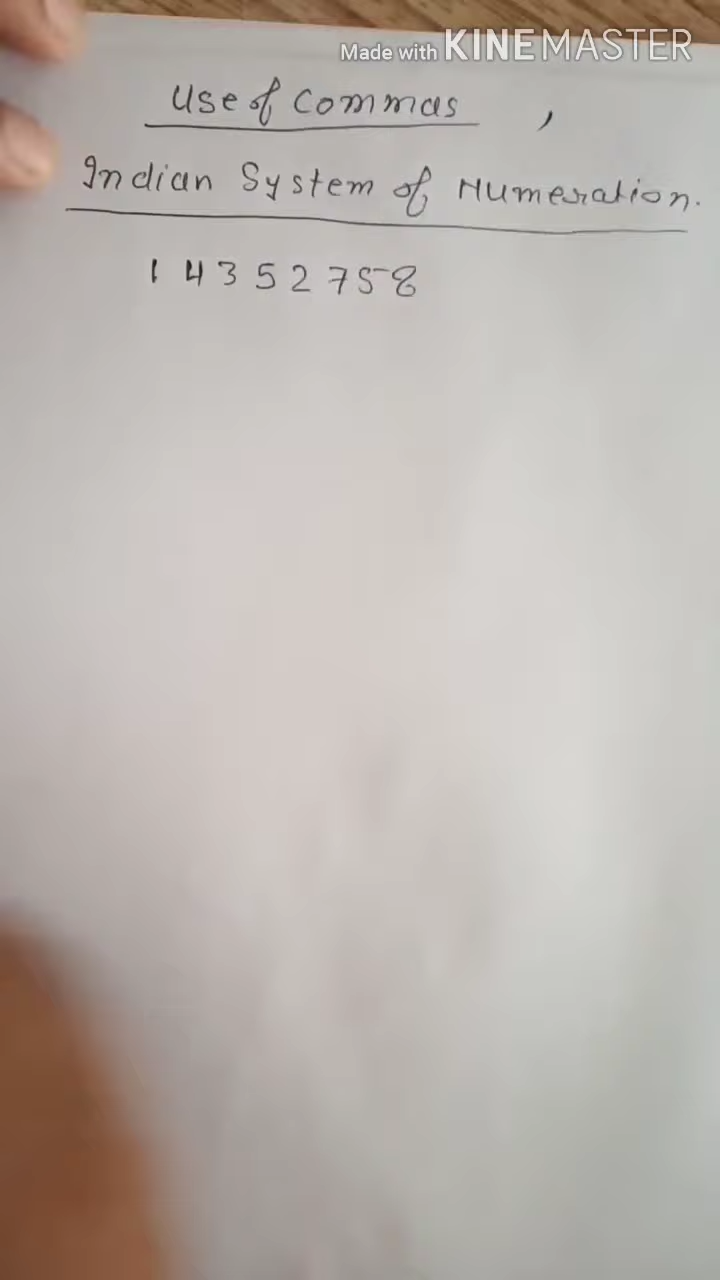 Made with KINEMASTER
Use of Commas ,
Indian System of Numeration.
1 4 3 5 2 7 5 8